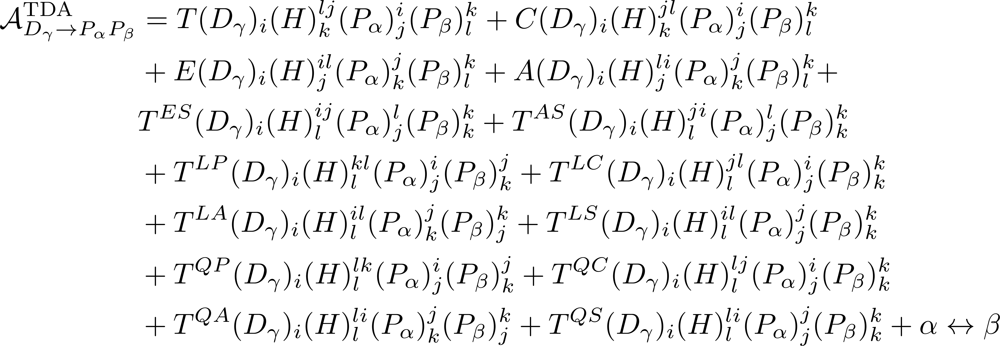 \mathcal{A}^{\mathrm{TDA}}_{D_\gamma \to P_\alpha P_\beta} = T(D_\gamma)_i (H)^{lj}_k (P_\alpha)^i_j (P_\beta)^k_l + C(D_\gamma)_i (H)^{jl}_k (P_\alpha)^i_j (P_\beta)^k_l
+ E(D_\gamma)_i (H)^{il}_j (P_\alpha)^j_k (P_\beta)^k_l + A(D_\gamma)_i (H)^{li}_j (P_\alpha)^j_k (P_\beta)^k_l +
T^{ES}(D_\gamma)_i (H)^{ij}_l (P_\alpha)^l_j (P_\beta)^k_k + T^{AS}(D_\gamma)_i (H)^{ji}_l (P_\alpha)^l_j (P_\beta)^k_k
+ T^{LP}(D_\gamma)_i (H)^{kl}_l (P_\alpha)^i_j (P_\beta)^j_k + T^{LC}(D_\gamma)_i (H)^{jl}_l (P_\alpha)^i_j (P_\beta)^k_k
+ T^{LA}(D_\gamma)_i (H)^{il}_l (P_\alpha)^j_k (P_\beta)^k_j + T^{LS}(D_\gamma)_i (H)^{il}_l (P_\alpha)^j_j (P_\beta)^k_k
+ T^{QP}(D_\gamma)_i (H)^{lk}_l (P_\alpha)^i_j (P_\beta)^j_k + T^{QC}(D_\gamma)_i (H)^{lj}_l (P_\alpha)^i_j (P_\beta)^k_k
+ T^{QA}(D_\gamma)_i (H)^{li}_l (P_\alpha)^j_k (P_\beta)^k_j + T^{QS}(D_\gamma)_i (H)^{li}_l (P_\alpha)^j_j (P_\beta)^k_k + \alpha \leftrightarrow \beta